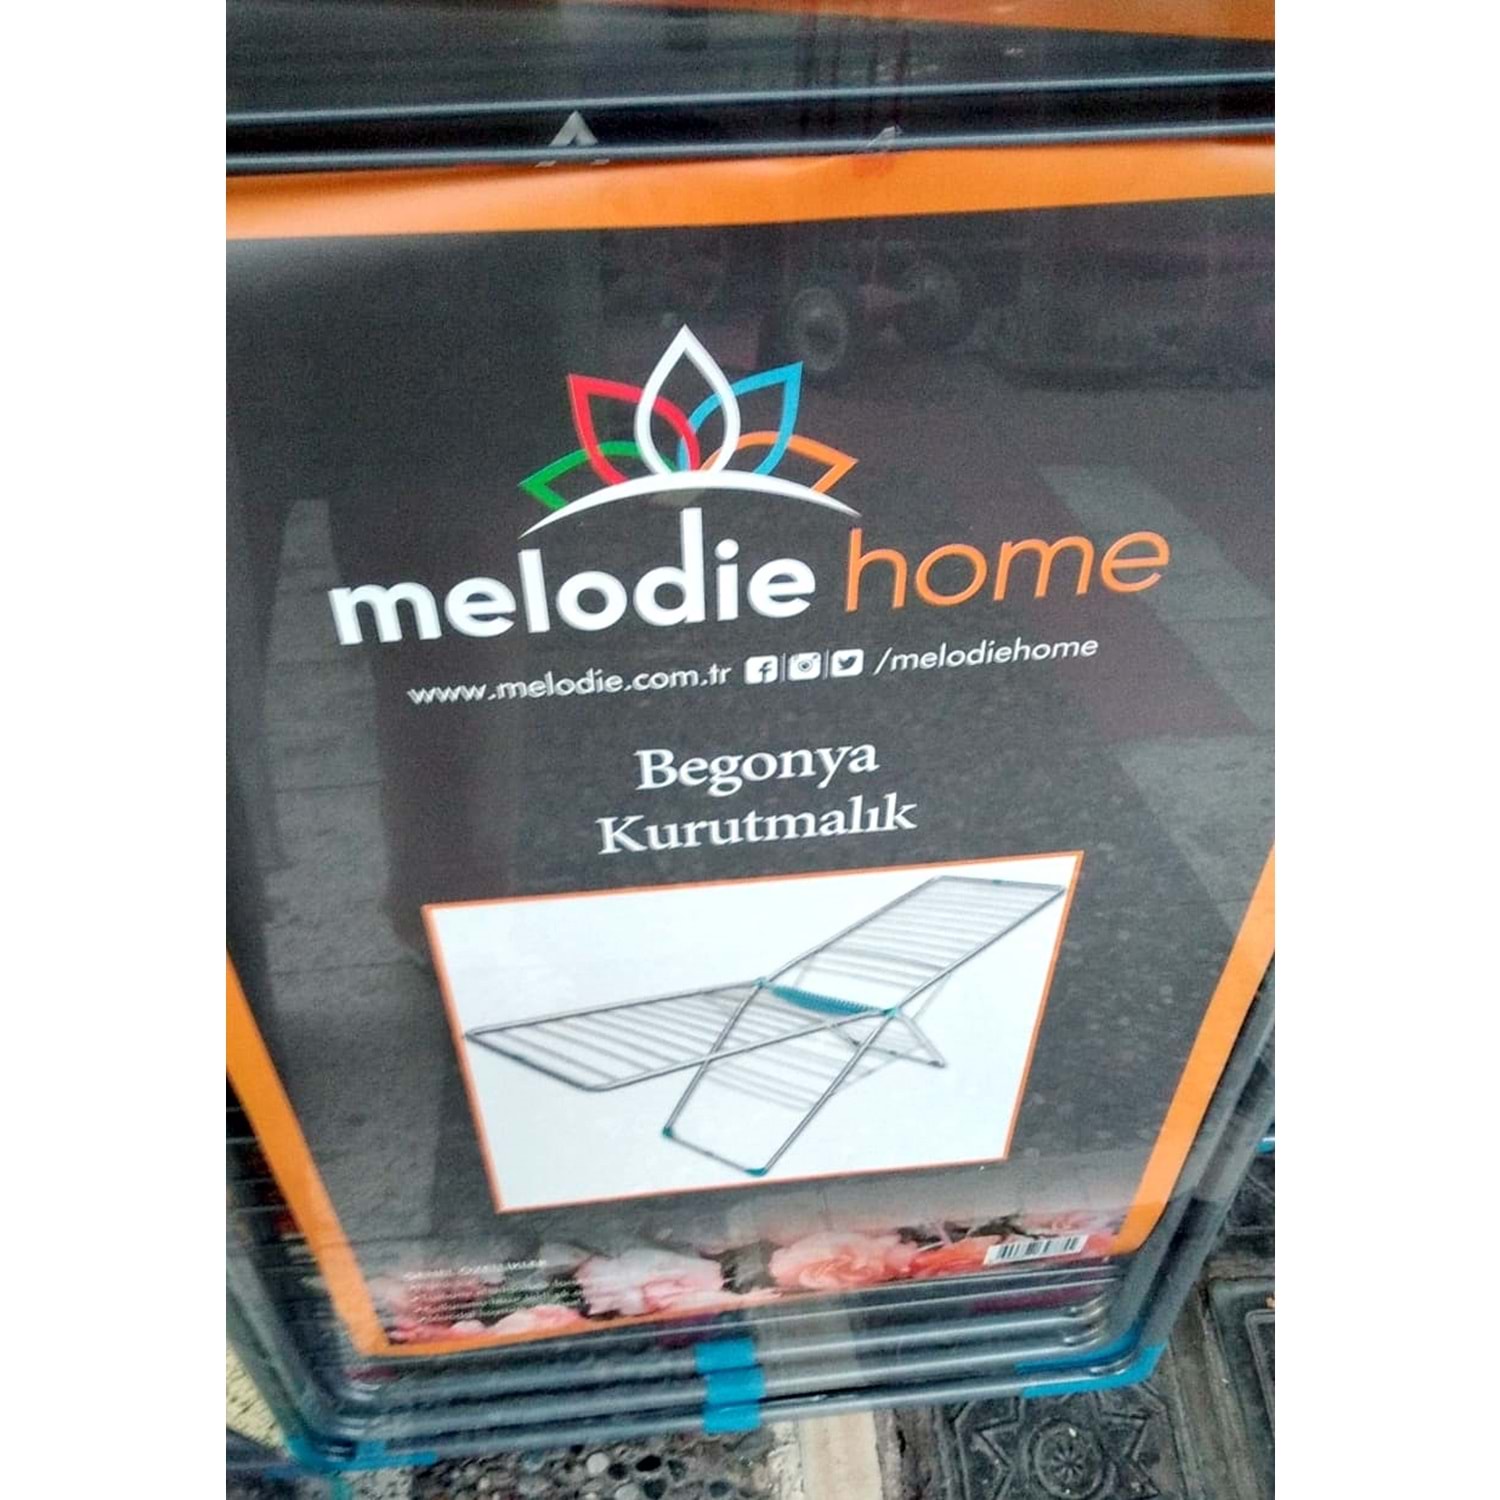 melodie home
www.melodie.com.tr /melodiehome
Begonya
Kurutmalık